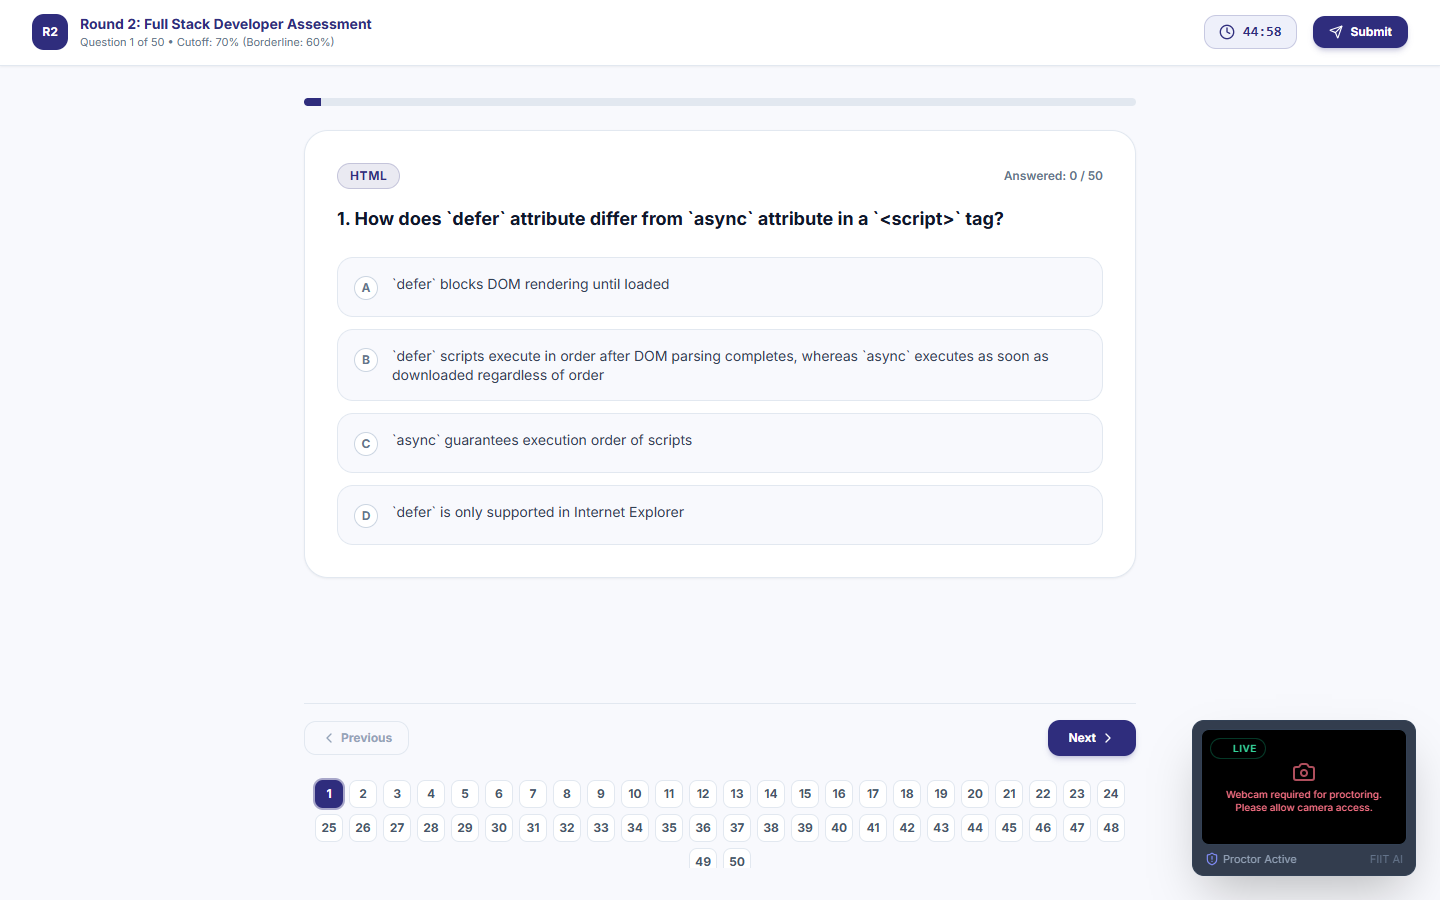 R2
Round 2: Full Stack Developer Assessment
Question 1 of 50 • Cutoff: 70% (Borderline: 60%)
44:58
Submit
HTML
Answered: 0 / 50
1. How does `defer` attribute differ from `async` attribute in a `<script>` tag?
A
`defer` blocks DOM rendering until loaded
B
`defer` scripts execute in order after DOM parsing completes, whereas `async` executes as soon as
downloaded regardless of order
C
`async` guarantees execution order of scripts
D
`defer` is only supported in Internet Explorer
Previous
Next
1 2 3 4 5 6 7 8 9 10 11 12 13 14 15 16 17 18 19 20 21 22 23 24
25 26 27 28 29 30 31 32 33 34 35 36 37 38 39 40 41 42 43 44 45 46 47 48
49 50
LIVE
Webcam required for proctoring.
Please allow camera access.
Proctor Active
FIIT AI